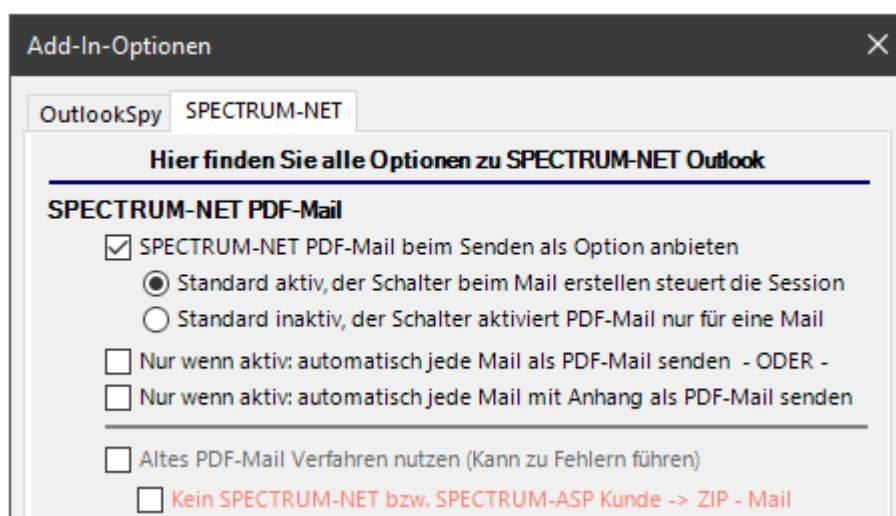 Add-In-Optionen
OutlookSpy SPECTRUM-NET
Hier finden Sie alle Optionen zu SPECTRUM-NET Outlook
SPECTRUM-NET PDF-Mail
SPECTRUM-NET PDF-Mail beim Senden als Option anbieten
Standard aktiv, der Schalter beim Mail erstellen steuert die Session
Standard inaktiv, der Schalter aktiviert PDF-Mail nur für eine Mail
Nur wenn aktiv: automatisch jede Mail als PDF-Mail senden - ODER -
Nur wenn aktiv: automatisch jede Mail mit Anhang als PDF-Mail senden
Altes PDF-Mail Verfahren nutzen (Kann zu Fehlern führen)
Kein SPECTRUM-NET bzw. SPECTRUM-ASP Kunde -> ZIP - Mail